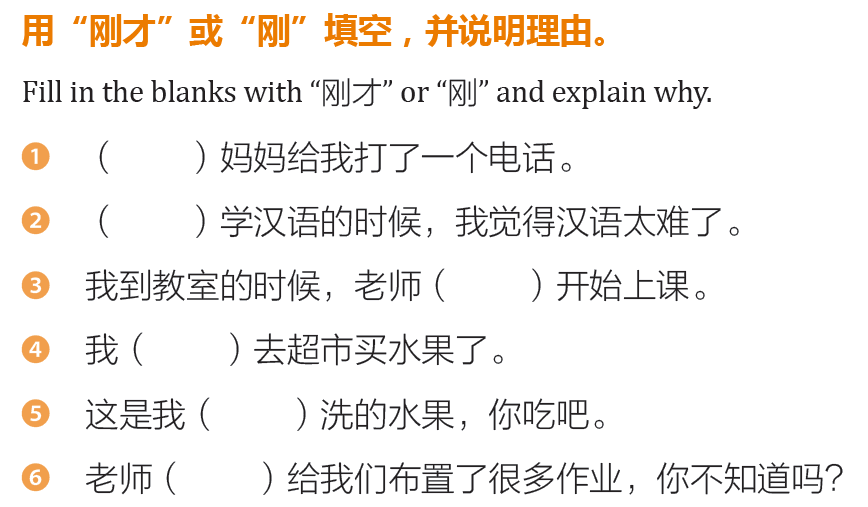 用“刚才”或“刚”填空，并说明理由。
Fill in the blanks with “刚才” or “刚” and explain why.
1 （ ）妈妈给我打了一个电话。
2 （ ）学汉语的时候，我觉得汉语太难了。
3 我到教室的时候，老师（ ）开始上课。
4 我（ ）去超市买水果了。
5 这是我（ ）洗的水果，你吃吧。
6 老师（ ）给我们布置了很多作业，你不知道吗？